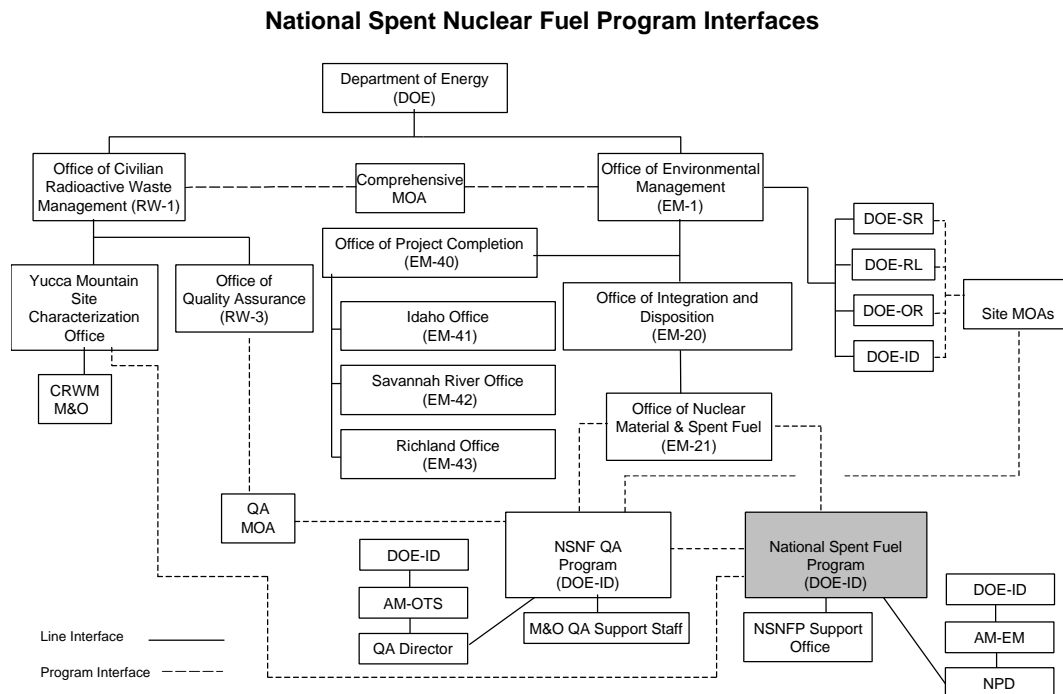 National Spent Nuclear Fuel Program Interfaces
Department of Energy
(DOE)
Office of Civilian
Radioactive Waste
Management (RW-1)
Comprehensive
MOA
Office of Environmental
Management
(EM-1)
DOE-SR
DOE-RL
DOE-OR
DOE-ID
Site MOAs
Office of Project Completion
(EM-40)
Yucca Mountain
Site
Characterization
Office
Office of
Quality Assurance
(RW-3)
Office of Integration and
Disposition
(EM-20)
Idaho Office
(EM-41)
Savannah River Office
(EM-42)
Richland Office
(EM-43)
CRWM
M&O
Office of Nuclear
Material & Spent Fuel
(EM-21)
QA
MOA
NSNF QA
Program
(DOE-ID)
National Spent Fuel
Program
(DOE-ID)
DOE-ID
AM-OTS
QA Director
M&O QA Support Staff
NSNFP Support
Office
DOE-ID
AM-EM
NPD
Line Interface
Program Interface